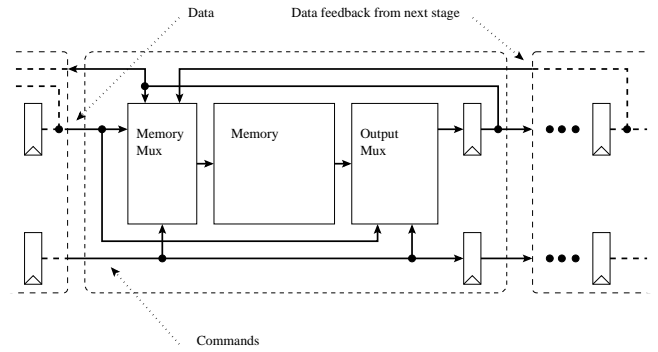 Data
Data feedback from next stage
Memory
Mux
Memory
Output
Mux
Commands